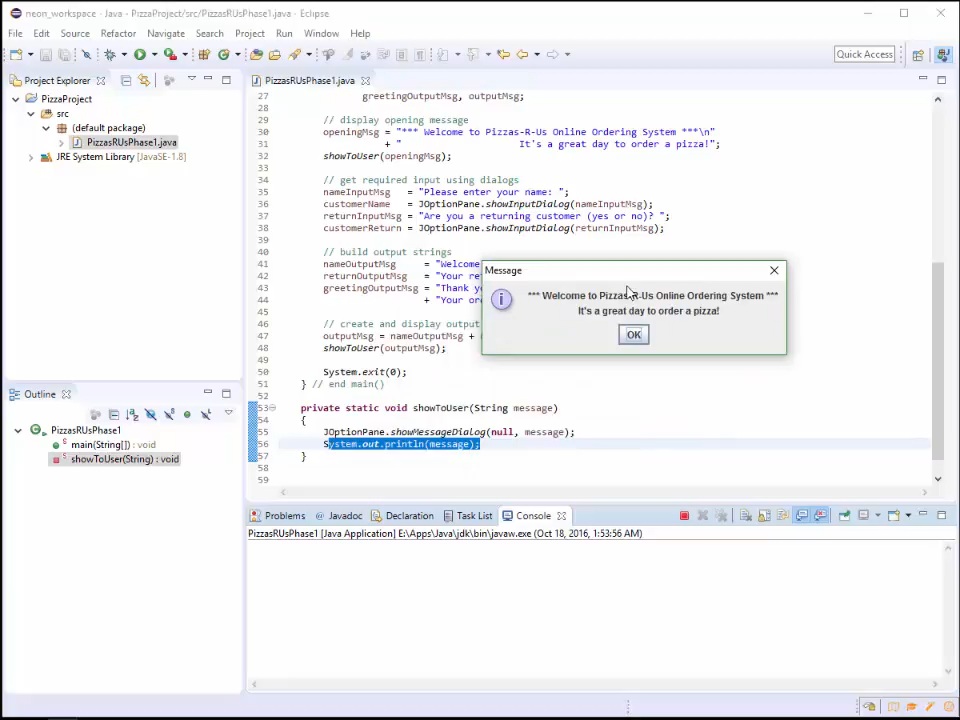 neon_workspace - Java - PizzaProject/src/PizzasRUsPhase1.java - Eclipse
File Edit Source Refactor Navigate Search Project Run Window Help
Quick Access
Project Explorer
PizzaProject
src
(default package)
PizzasRUsPhase1.java
JRE System Library [JavaSE-1.8]
Outline
PizzasRUsPhase1
main(String[]) : void
showToUser(String) : void
PizzasRUsPhase1.java
27 greetingOutputMsg, outputMsg;
28
29 // display opening message
30 openingMsg = "*** Welcome to Pizzas-R-Us Online Ordering System ***\n"
31 + " It's a great day to order a pizza!";
32 showToUser(openingMsg);
33
34 // get required input using dialogs
35 nameInputMsg = "Please enter your name: ";
36 customerName = JOptionPane.showInputDialog(nameInputMsg);
37 returnInputMsg = "Are you a returning customer (yes or no)? ";
38 customerReturn = JOptionPane.showInputDialog(returnInputMsg);
39
40 // build output strings
41 nameOutputMsg = "Welcome
42 returnOutputMsg = "Your re
43 greetingOutputMsg = "Thank y
44 + "Your or
45
46 // create and display output
47 outputMsg = nameOutputMsg +
48 showToUser(outputMsg);
49
50 System.exit(0);
51 } // end main()
52
53 private static void showToUser(String message)
54 {
55 JOptionPane.showMessageDialog(null, message);
56 System.out.println(message);
57 }
58
59
Message
*** Welcome to Pizzas-R-Us Online Ordering System ***
It's a great day to order a pizza!
OK
Problems @ Javadoc Declaration Task List Console
PizzasRUsPhase1 [Java Application] E:\Apps\Java\jdk\bin\javaw.exe (Oct 18, 2016, 1:53:56 AM)